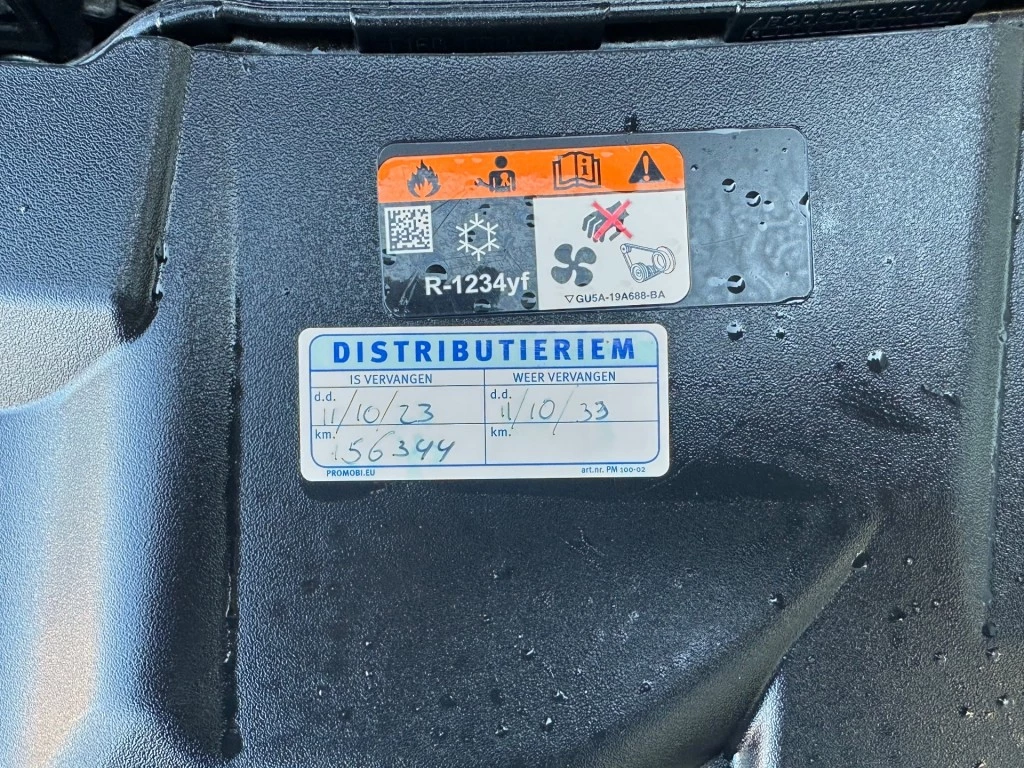 R-1234yf
▽GU5A-19A688-BA
DISTRIBUTIERIEM
IS VERVANGEN
WEER VERVANGEN
d.d. 11/10/23
d.d. 11/10/33
km. 156344
km.
PROMOBI.EU
art.nr. PM 100-02